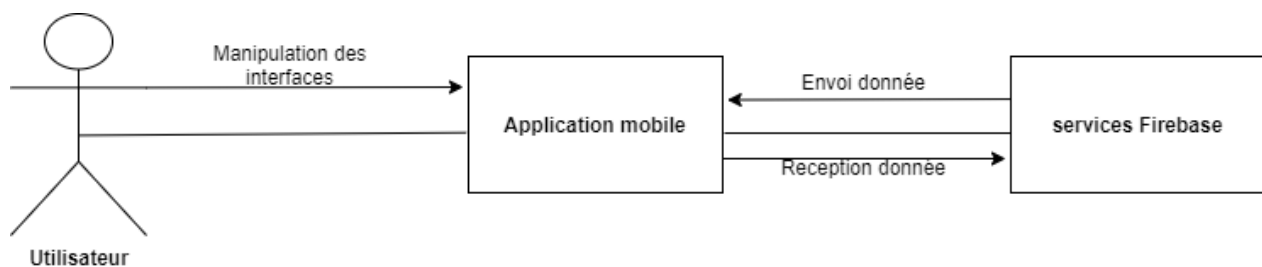 Manipulation des
interfaces
Envoi donnée
Application mobile
services Firebase
Reception donnée
Utilisateur